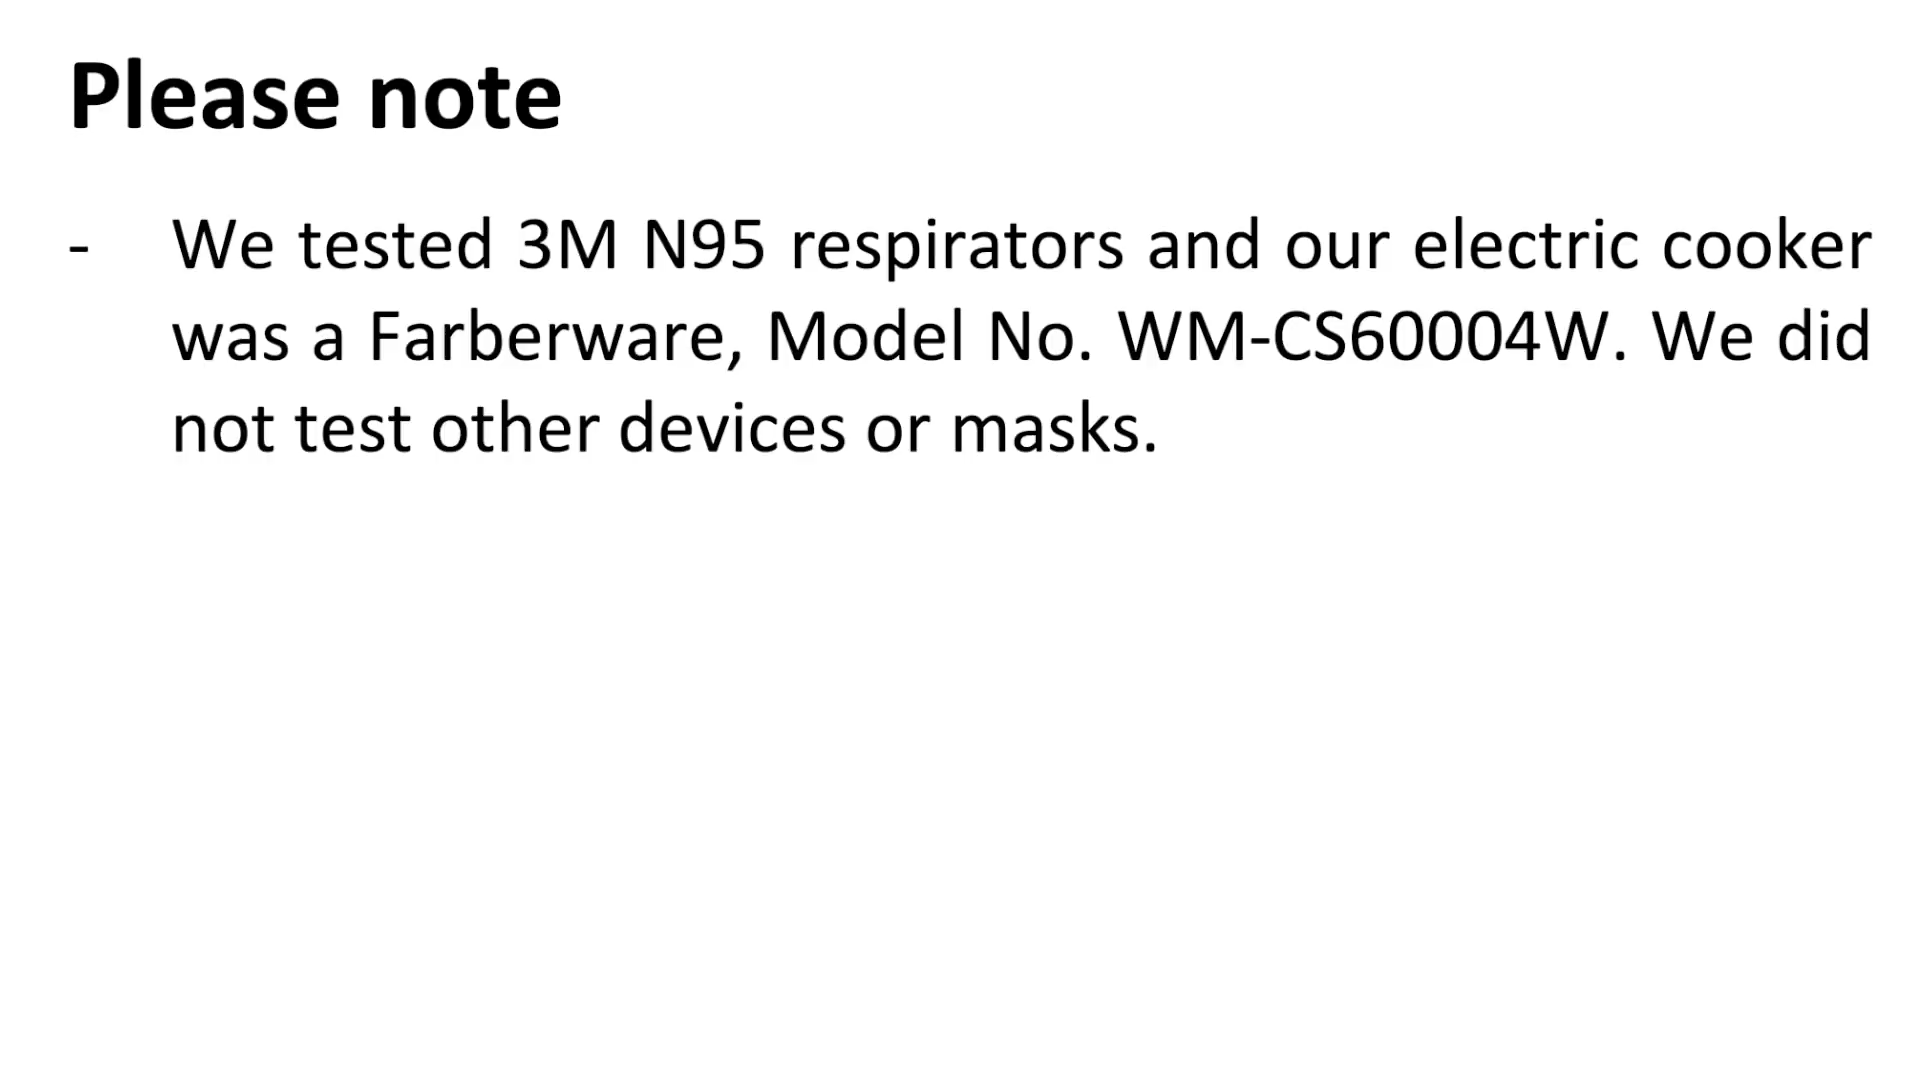 Please note
- We tested 3M N95 respirators and our electric cooker
was a Farberware, Model No. WM-CS60004W. We did
not test other devices or masks.